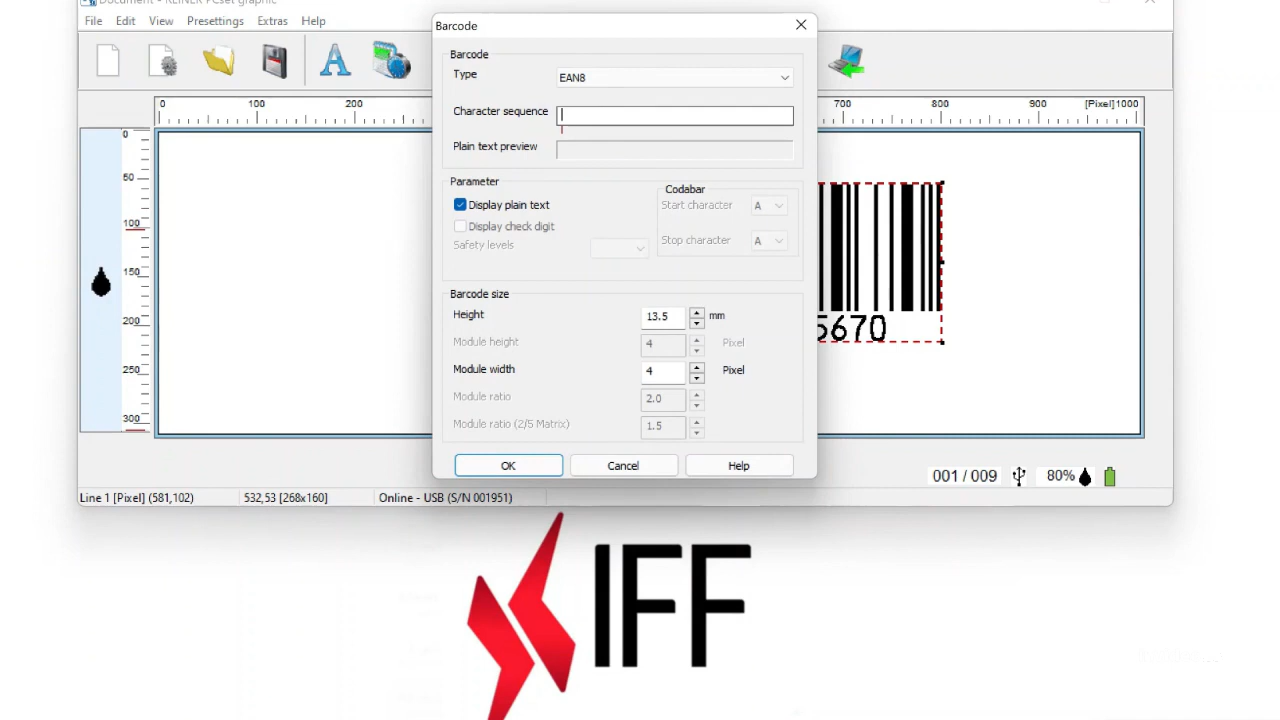 Document - REINER PCset graphic
File Edit View Presettings Extras Help
0 100 200 700 800 900 [Pixel] 1000
0
50
100
150
200
250
300
Barcode
Barcode
Type EAN8
Character sequence
Plain text preview
Parameter
Display plain text
Display check digit
Safety levels
Codabar
Start character A
Stop character A
Barcode size
Height 13.5 mm
Module height 4 Pixel
Module width 4 Pixel
Module ratio 2.0
Module ratio (2/5 Matrix) 1.5
OK Cancel Help
5670
001 / 009 80%
Line 1 [Pixel] (581,102) 532,53 [268x160] Online - USB (S/N 001951)
IFF